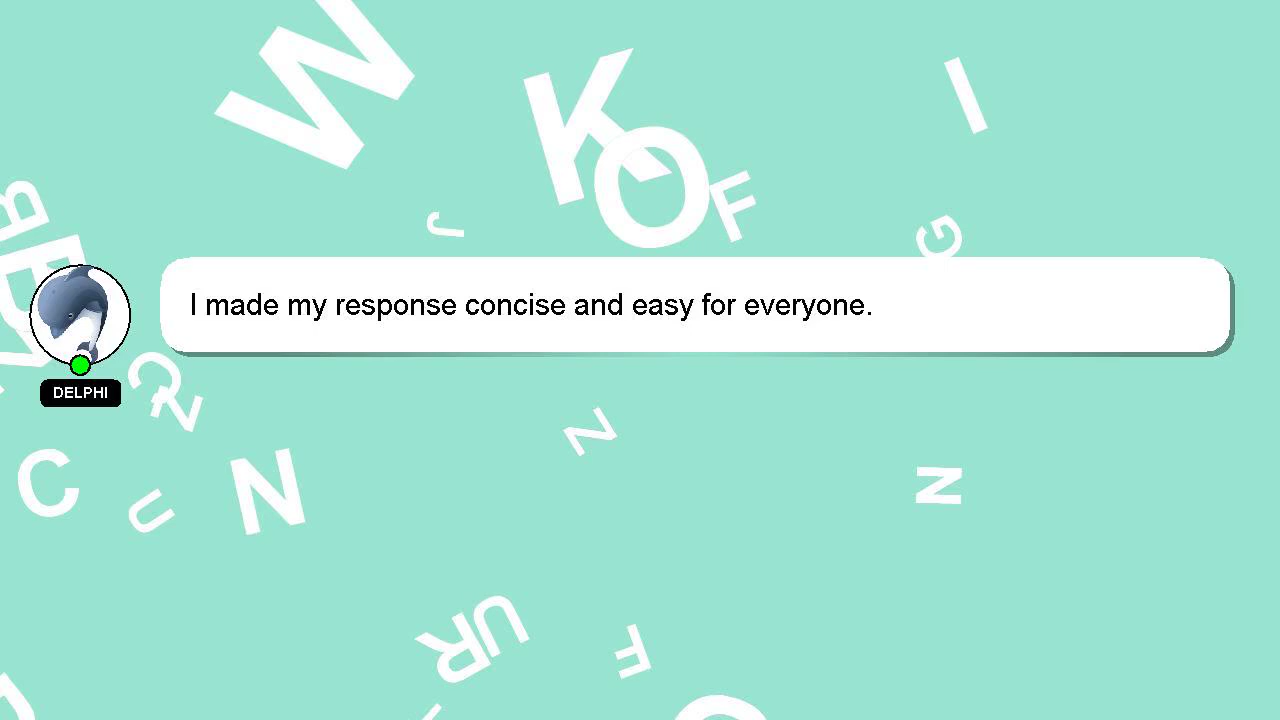 W
K
O
F
I
J
G
I made my response concise and easy for everyone.
DELPHI
C
Z
C
U
N
Z
N
U
R
F